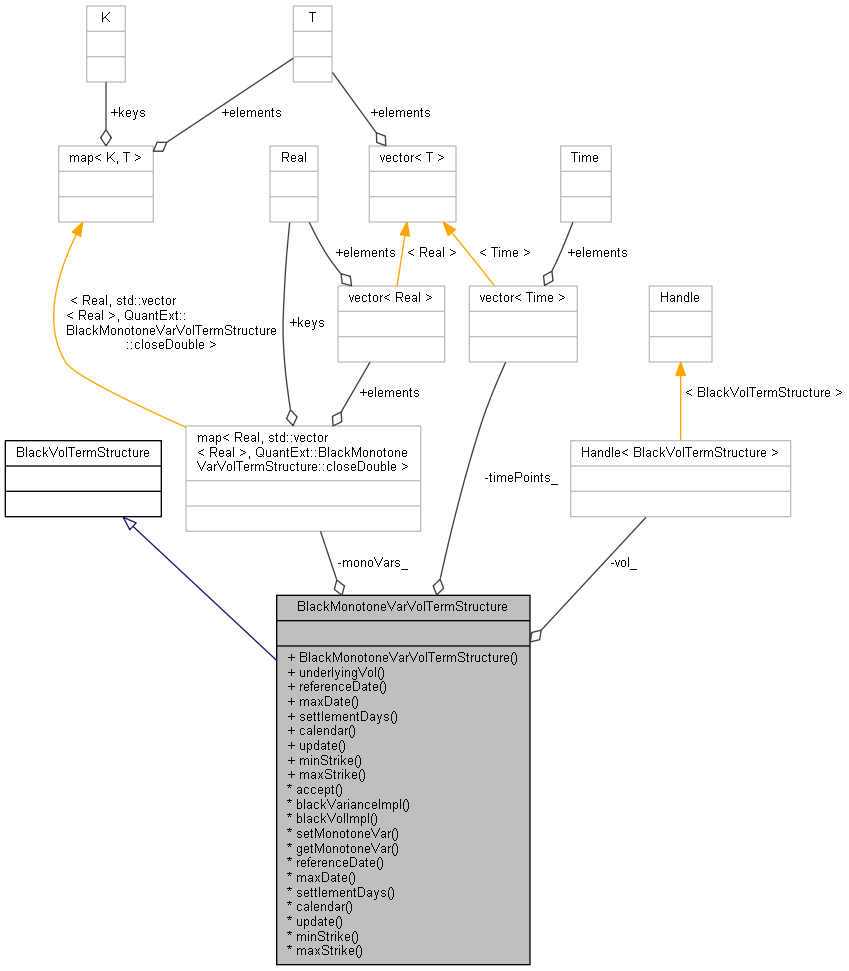 K
T
+keys
+elements
+elements
map< K, T >
Real
vector< T >
Time
+elements
< Real >
< Time >
+elements
vector< Real >
vector< Time >
Handle
< Real, std::vector
< Real >, QuantExt::
BlackMonotoneVarVolTermStructure
::closeDouble >
+keys
+elements
< BlackVolTermStructure >
BlackVolTermStructure
map< Real, std::vector
< Real >, QuantExt::BlackMonotone
VarVolTermStructure::closeDouble >
Handle< BlackVolTermStructure >
-timePoints_
-monoVars_
-vol_
BlackMonotoneVarVolTermStructure
+ BlackMonotoneVarVolTermStructure()
+ underlyingVol()
+ referenceDate()
+ maxDate()
+ settlementDays()
+ calendar()
+ update()
+ minStrike()
+ maxStrike()
* accept()
* blackVarianceImpl()
* blackVolImpl()
* setMonotoneVar()
* getMonotoneVar()
* referenceDate()
* maxDate()
* settlementDays()
* calendar()
* update()
* minStrike()
* maxStrike()